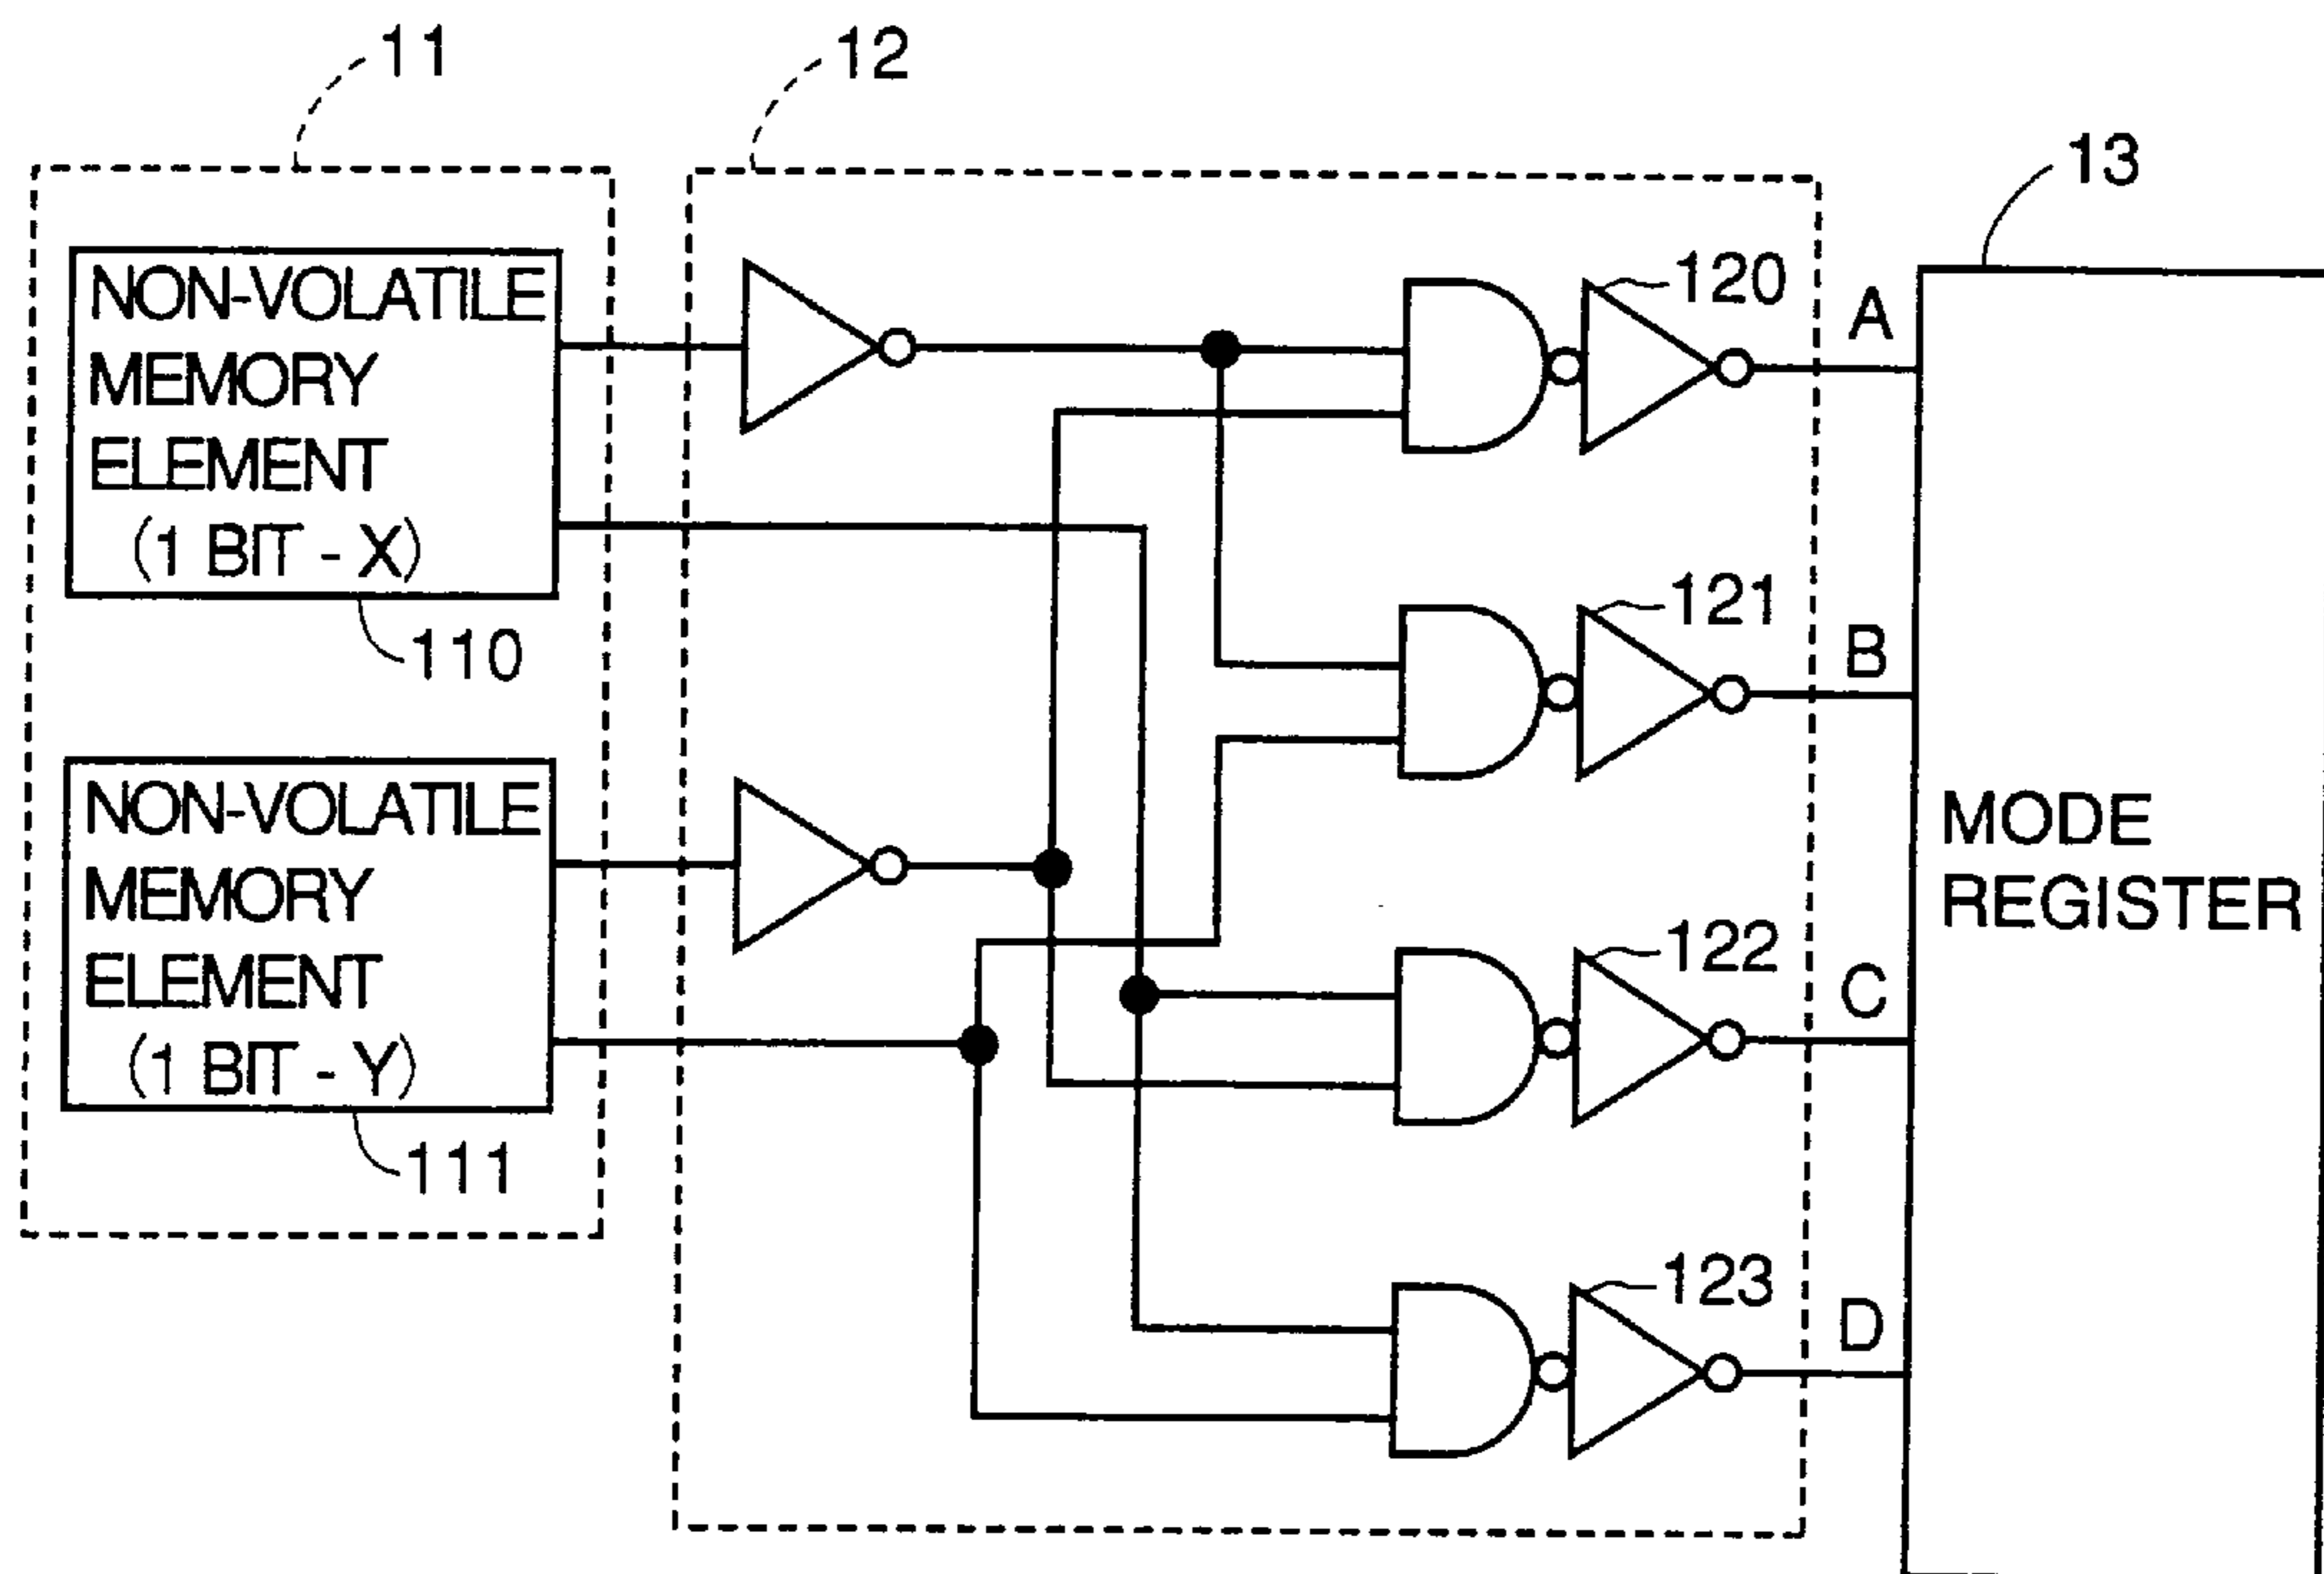 11
12
13
NON-VOLATILE
MEMORY
ELEMENT
(1 BIT - X)
110
NON-VOLATILE
MEMORY
ELEMENT
(1 BIT - Y)
111
120
A
121
B
122
C
123
D
MODE
REGISTER